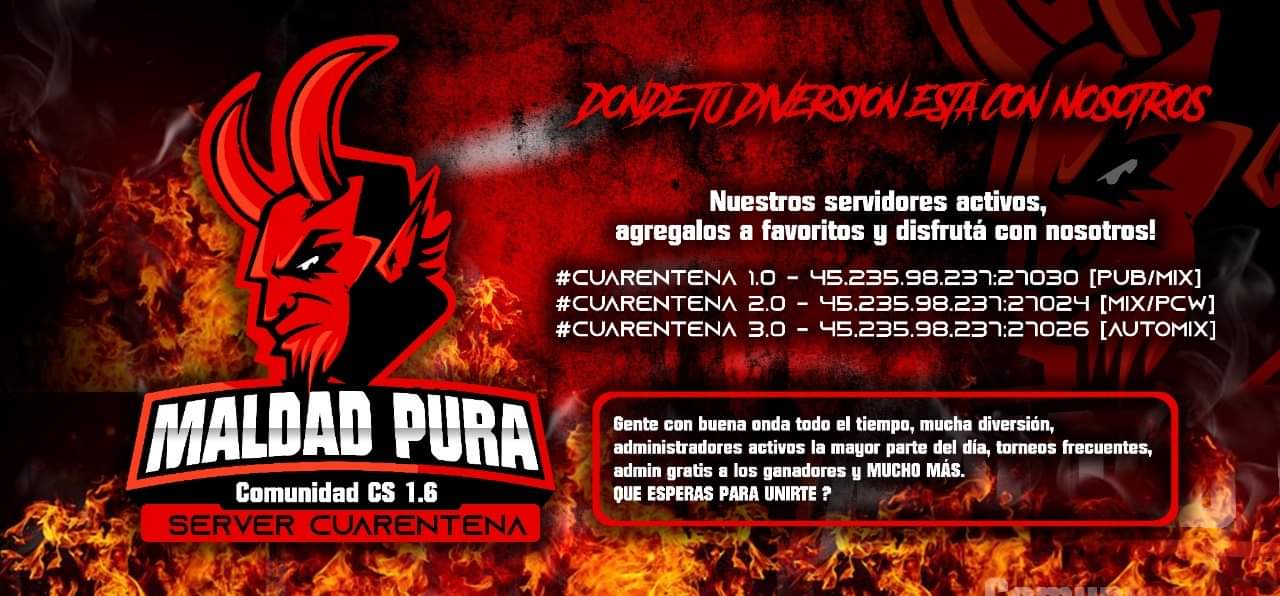 DONDE TU DIVERSIÓN ESTA CON NOSOTROS
Nuestros servidores activos,
agregalos a favoritos y disfrutá con nosotros!
#CUARENTENA 1.0 - 45.235.98.237:27030 [PUB/MIX]
#CUARENTENA 2.0 - 45.235.98.237:27024 [MIX/PCW]
#CUARENTENA 3.0 - 45.235.98.237:27026 [AUTOMIX]
MALDAD PURA
Comunidad CS 1.6
SERVER CUARENTENA
Gente con buena onda todo el tiempo, mucha diversión,
administradores activos la mayor parte del día, torneos frecuentes,
admin gratis a los ganadores y MUCHO MÁS.
QUE ESPERAS PARA UNIRTE ?